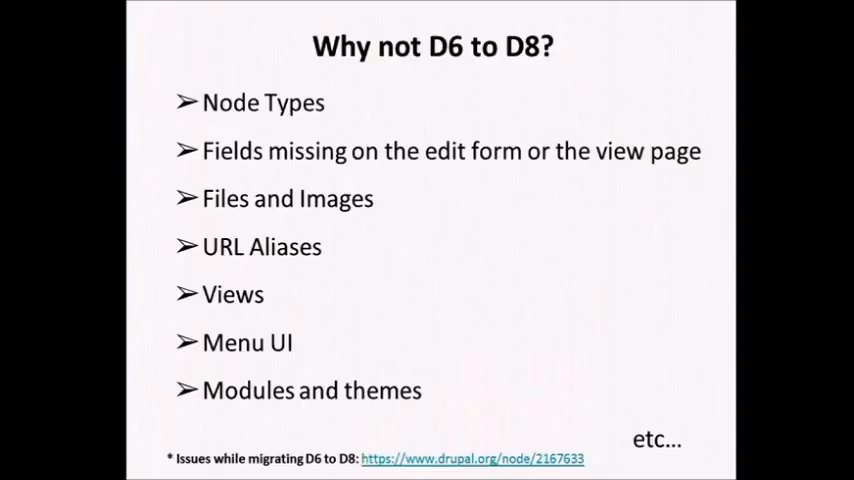 Why not D6 to D8?
➢ Node Types
➢ Fields missing on the edit form or the view page
➢ Files and Images
➢ URL Aliases
➢ Views
➢ Menu UI
➢ Modules and themes
etc...
* Issues while migrating D6 to D8: https://www.drupal.org/node/2167633